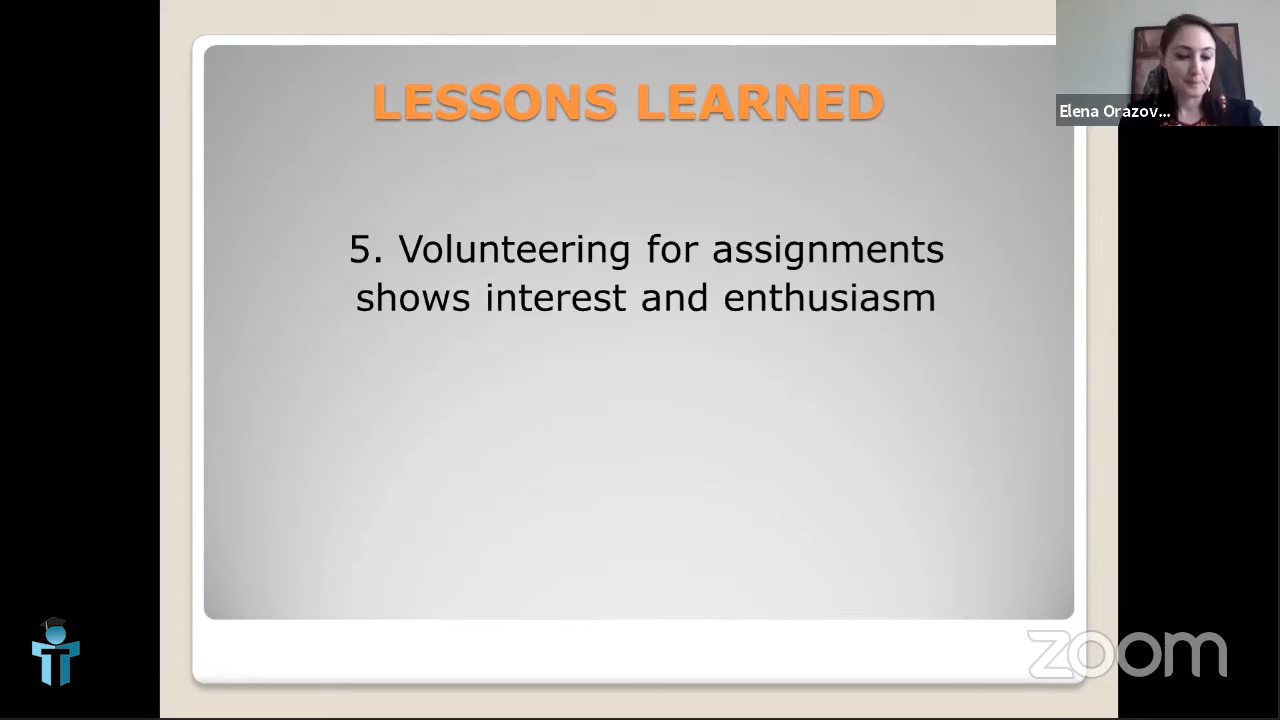 LESSONS LEARNED
Elena Orazov...
5. Volunteering for assignments
shows interest and enthusiasm
zoom